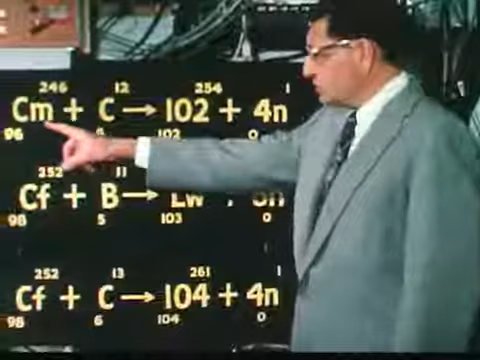 246 12 254 1
Cm + C → 102 + 4n
96 6 102 0
252 11
Cf + B → Lw n
98 5 103 0
252 13 261 1
Cf + C → 104 + 4n
98 6 104 0